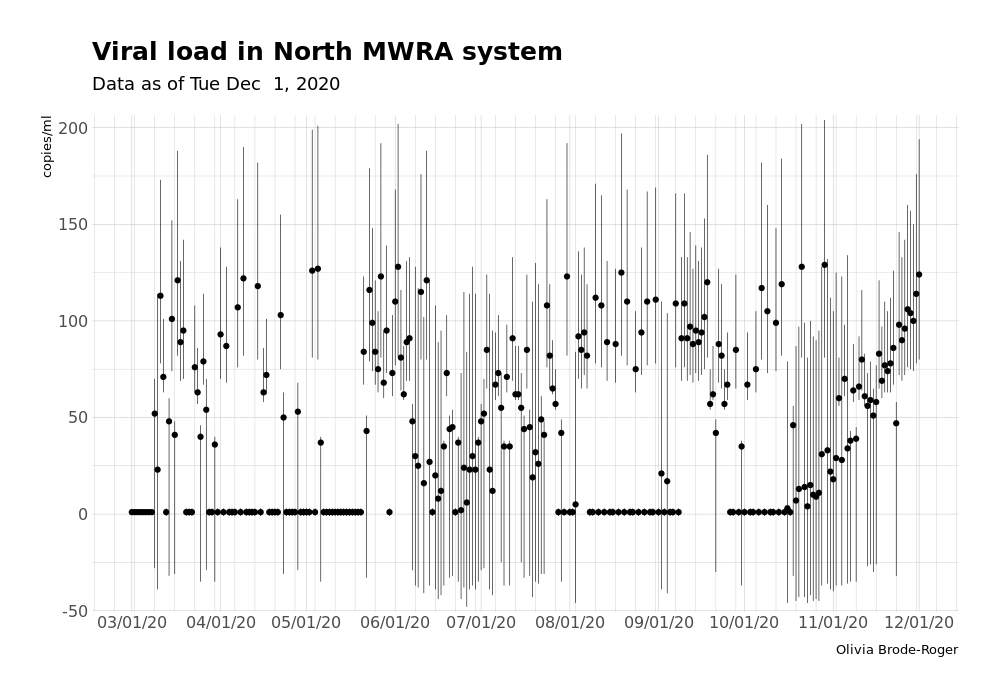 Viral load in North MWRA system
Data as of Tue Dec  1, 2020
copies/ml
200
150
100
50
0
-50
03/01/20 04/01/20 05/01/20 06/01/20 07/01/20 08/01/20 09/01/20 10/01/20 11/01/20 12/01/20
Olivia Brode-Roger